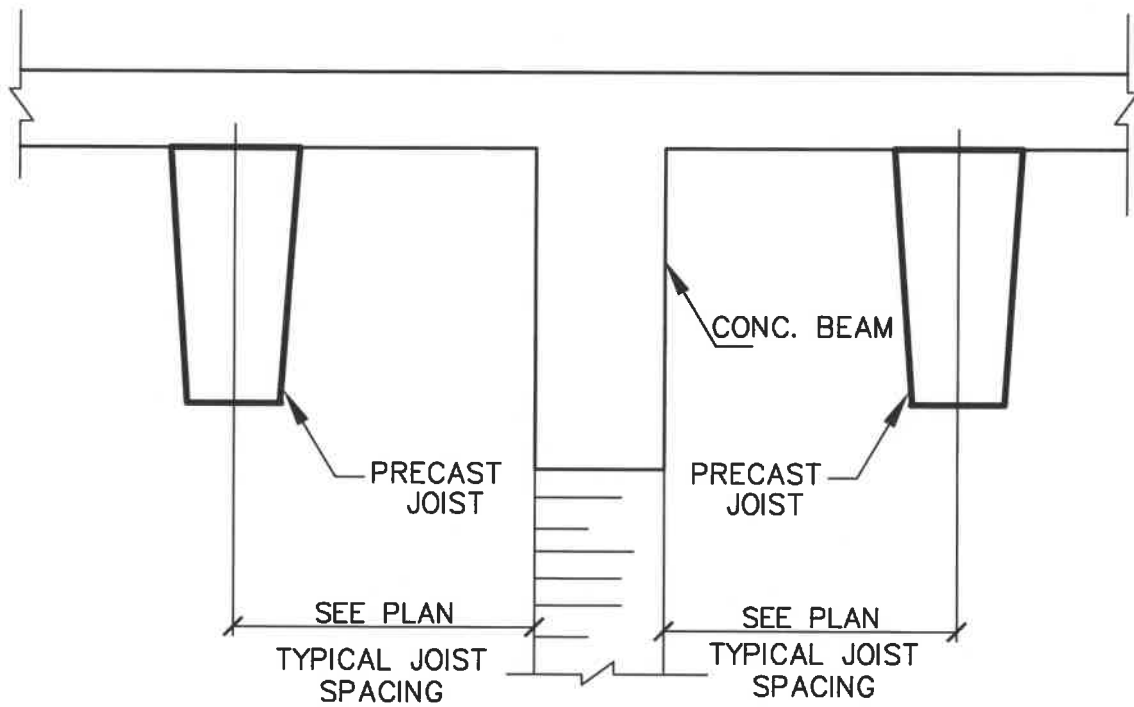 CONC. BEAM
PRECAST
JOIST
PRECAST
JOIST
SEE PLAN
TYPICAL JOIST
SPACING
SEE PLAN
TYPICAL JOIST
SPACING